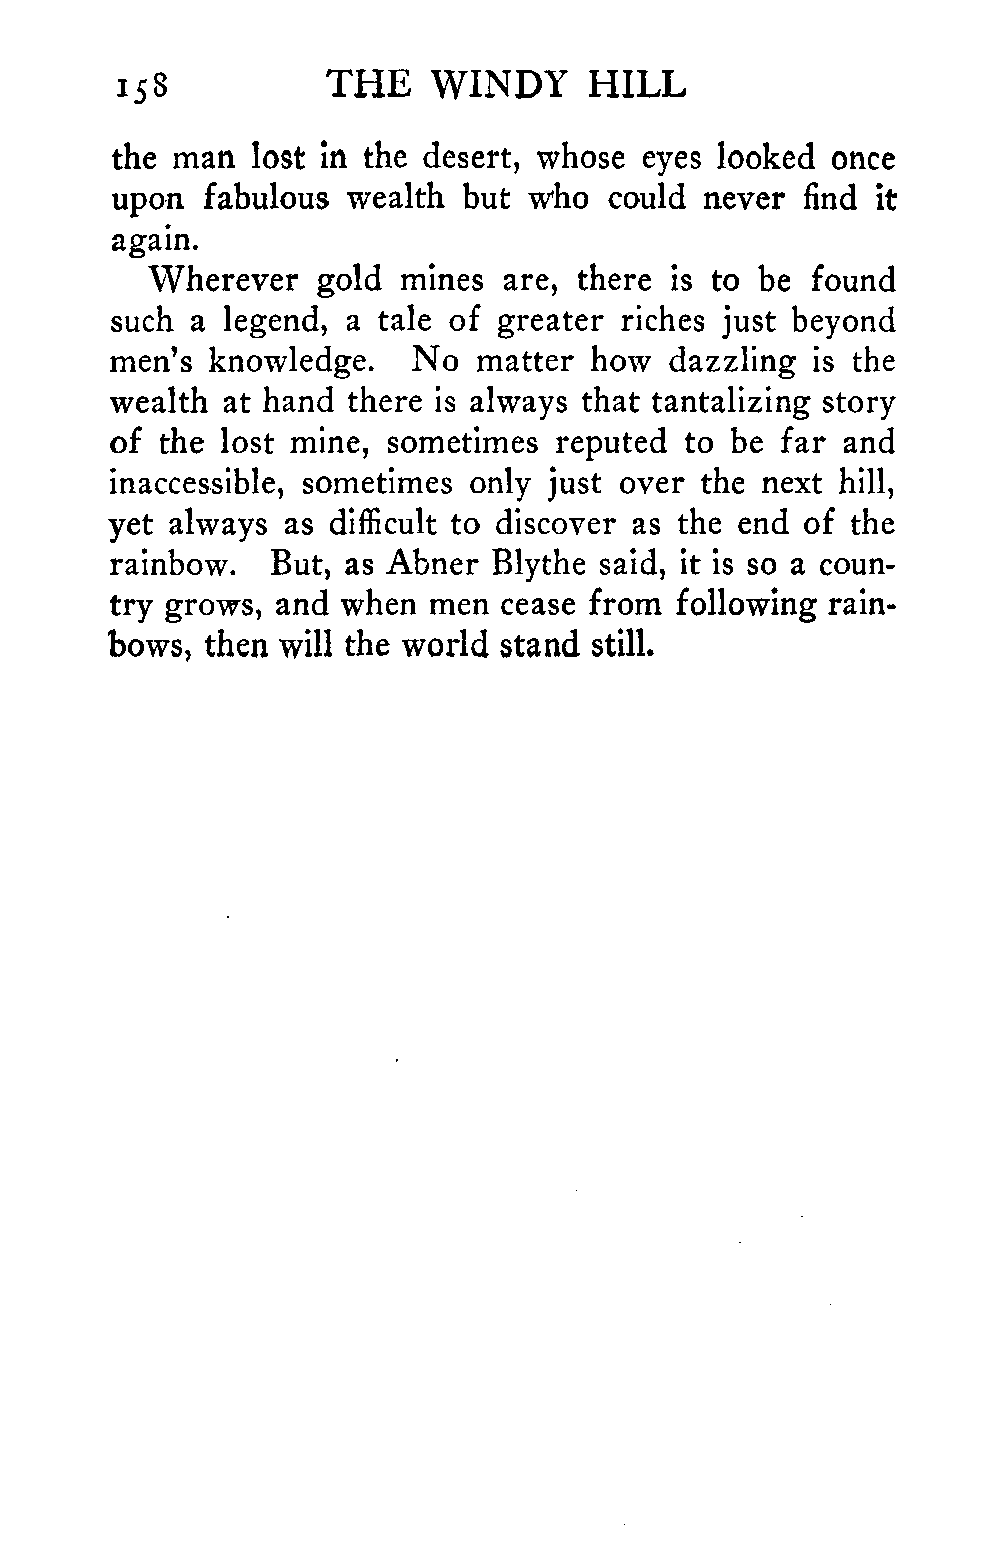 158 THE WINDY HILL
the man lost in the desert, whose eyes looked once
upon fabulous wealth but who could never find it
again.
Wherever gold mines are, there is to be found
such a legend, a tale of greater riches just beyond
men's knowledge. No matter how dazzling is the
wealth at hand there is always that tantalizing story
of the lost mine, sometimes reputed to be far and
inaccessible, sometimes only just over the next hill,
yet always as difficult to discover as the end of the
rainbow. But, as Abner Blythe said, it is so a coun-
try grows, and when men cease from following rain-
bows, then will the world stand still.